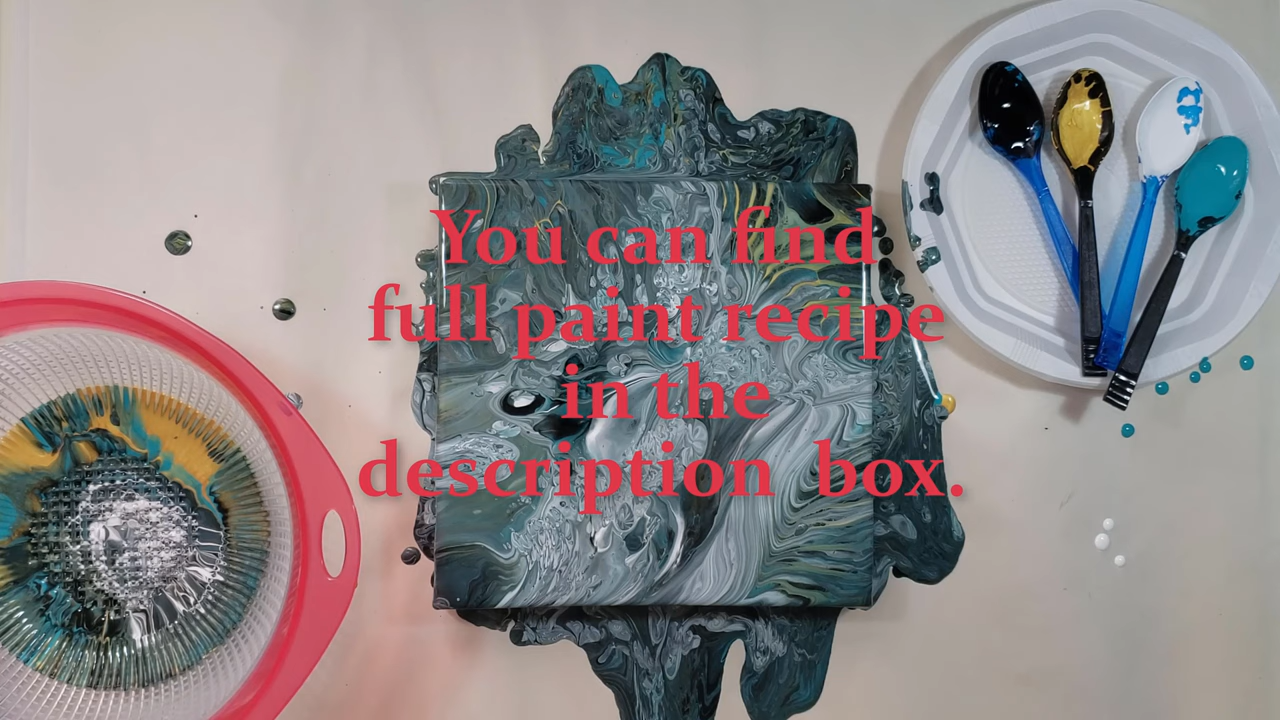 You can find
full paint recipe
in the
description box.